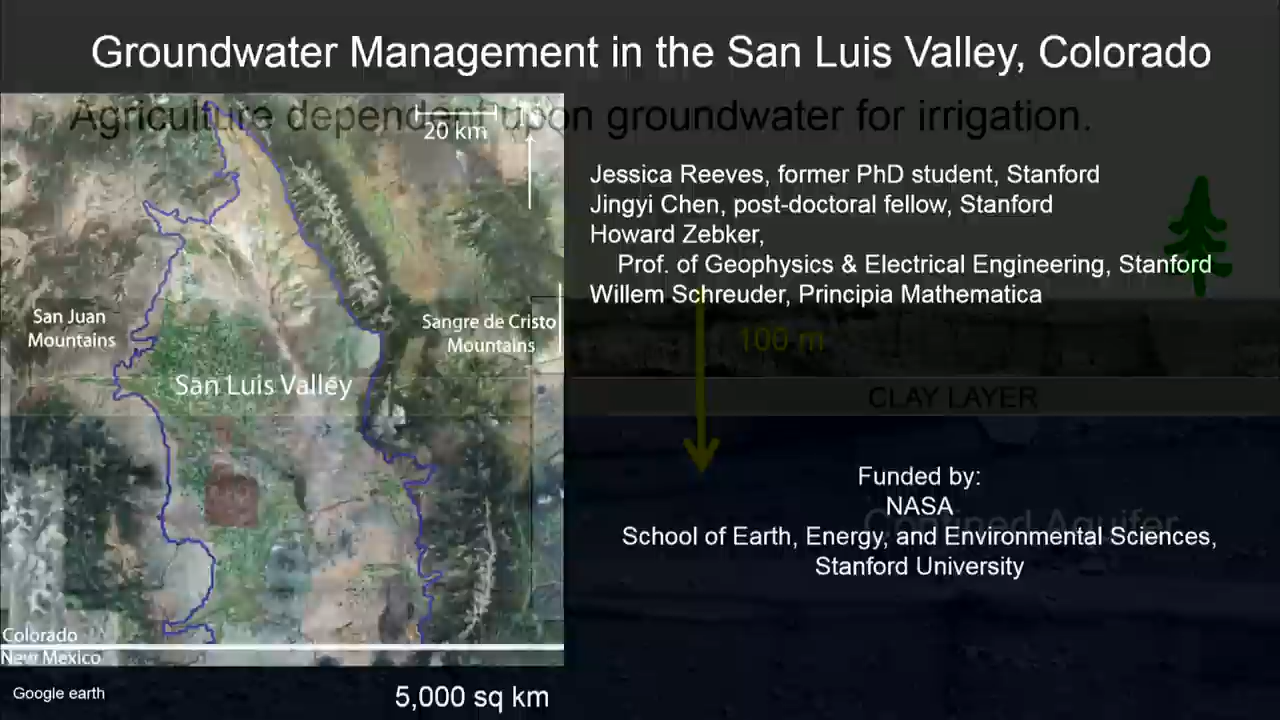 Groundwater Management in the San Luis Valley, Colorado
Agriculture dependent upon groundwater for irrigation.
20 km
N
Jessica Reeves, former PhD student, Stanford
Jingyi Chen, post-doctoral fellow, Stanford
Howard Zebker,
Prof. of Geophysics & Electrical Engineering, Stanford
Willem Schreuder, Principia Mathematica
San Juan
Mountains
Sangre de Cristo
Mountains
100 m
San Luis Valley
CLAY LAYER
Funded by:
NASA
Confined Aquifer
School of Earth, Energy, and Environmental Sciences,
Stanford University
Colorado
New Mexico
Google earth
5,000 sq km